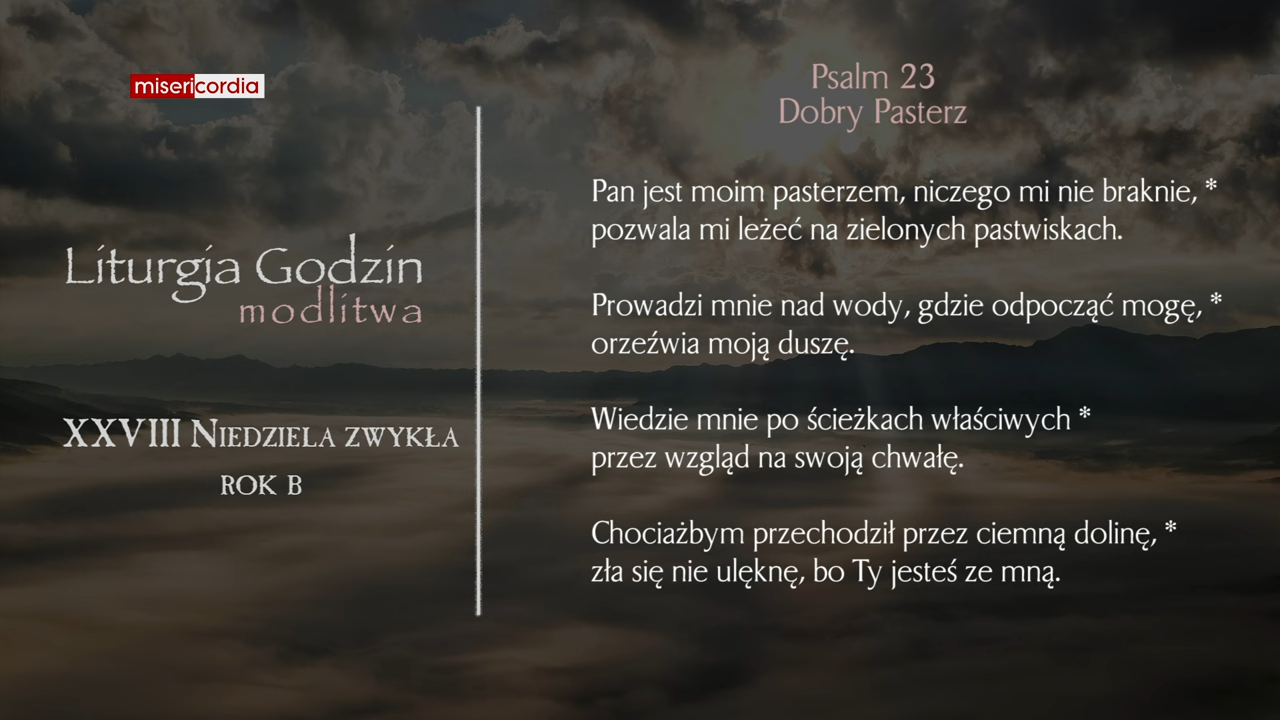 misericordia
Liturgia Godzin
modlitwa
XXVIII Niedziela zwykła
rok B
Psalm 23
Dobry Pasterz
Pan jest moim pasterzem, niczego mi nie braknie, *
pozwala mi leżeć na zielonych pastwiskach.
Prowadzi mnie nad wody, gdzie odpocząć mogę, *
orzeźwia moją duszę.
Wiedzie mnie po ścieżkach właściwych *
przez wzgląd na swoją chwałę.
Chociażbym przechodził przez ciemną dolinę, *
zła się nie ulęknę, bo Ty jesteś ze mną.